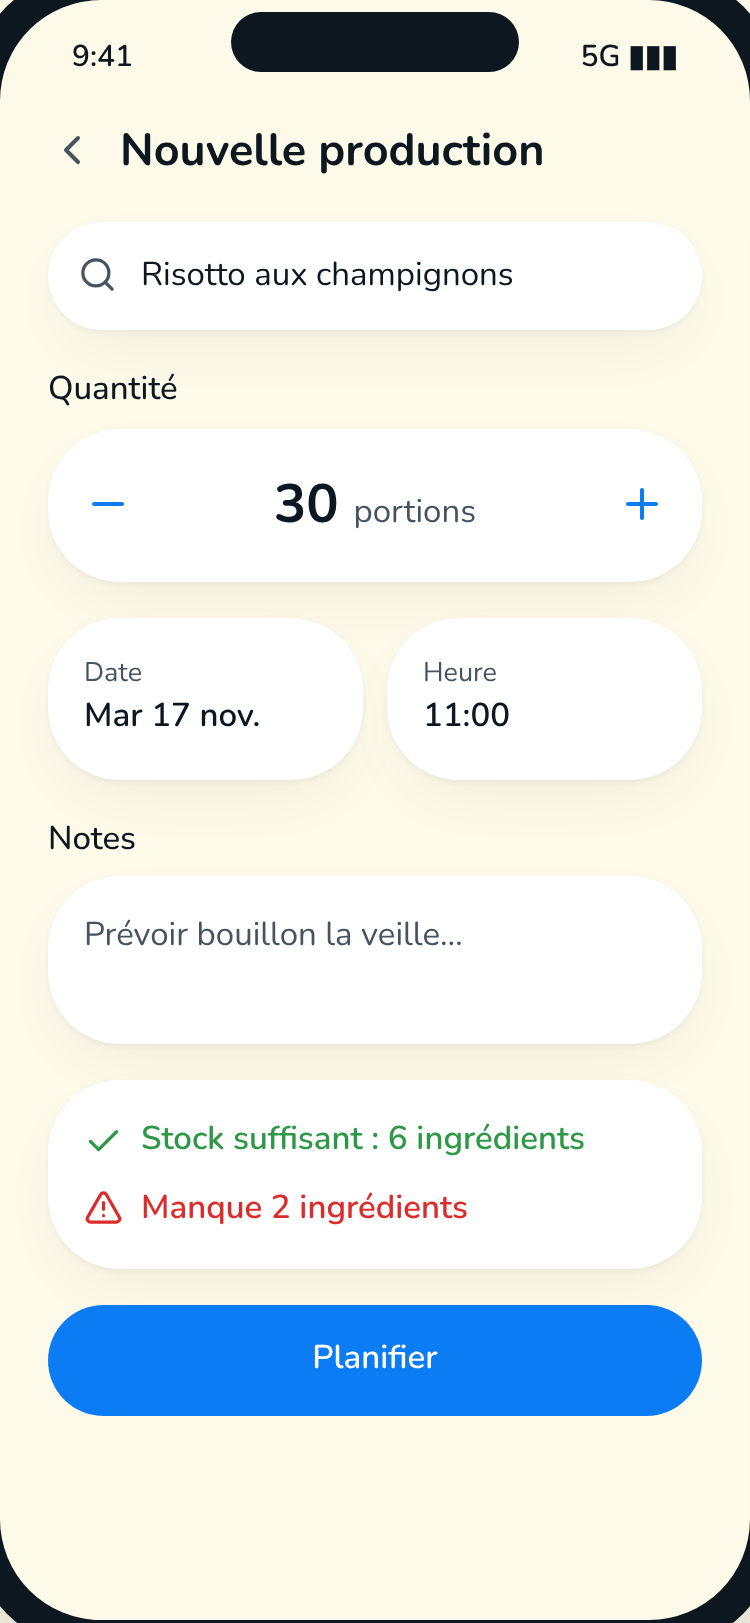 9:41
5G
Nouvelle production
Risotto aux champignons
Quantité
30 portions
Date
Mar 17 nov.
Heure
11:00
Notes
Prévoir bouillon la veille...
Stock suffisant : 6 ingrédients
Manque 2 ingrédients
Planifier